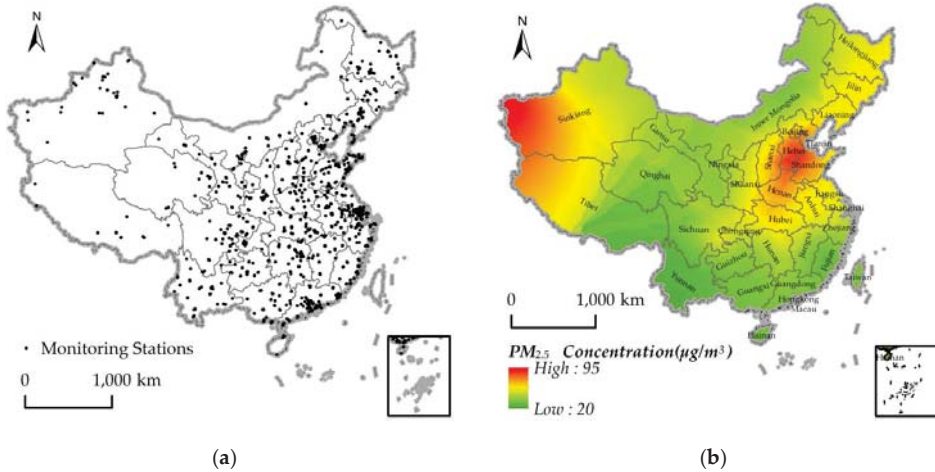 N
Monitoring Stations
0 1,000 km
(a)
N
Heilongjiang
Jilin
Liaoning
Inner Mongolia
Sinkiang
Gansu
Beijing
Tianjin
Hebei
Shanxi
Shandong
Ningxia
Qinghai
Shaanxi
Henan
Jiangsu
Anhui
Shanghai
Tibet
Sichuan
Chongqing
Hubei
Zhejiang
Hunan
Jiangxi
Fujian
Guizhou
Yunnan
Guangxi
Guangdong
Taiwan
Hongkong
Macau
Hainan
0 1,000 km
PM2.5 Concentration(μg/m³)
High : 95
Low : 20
Hainan
(b)